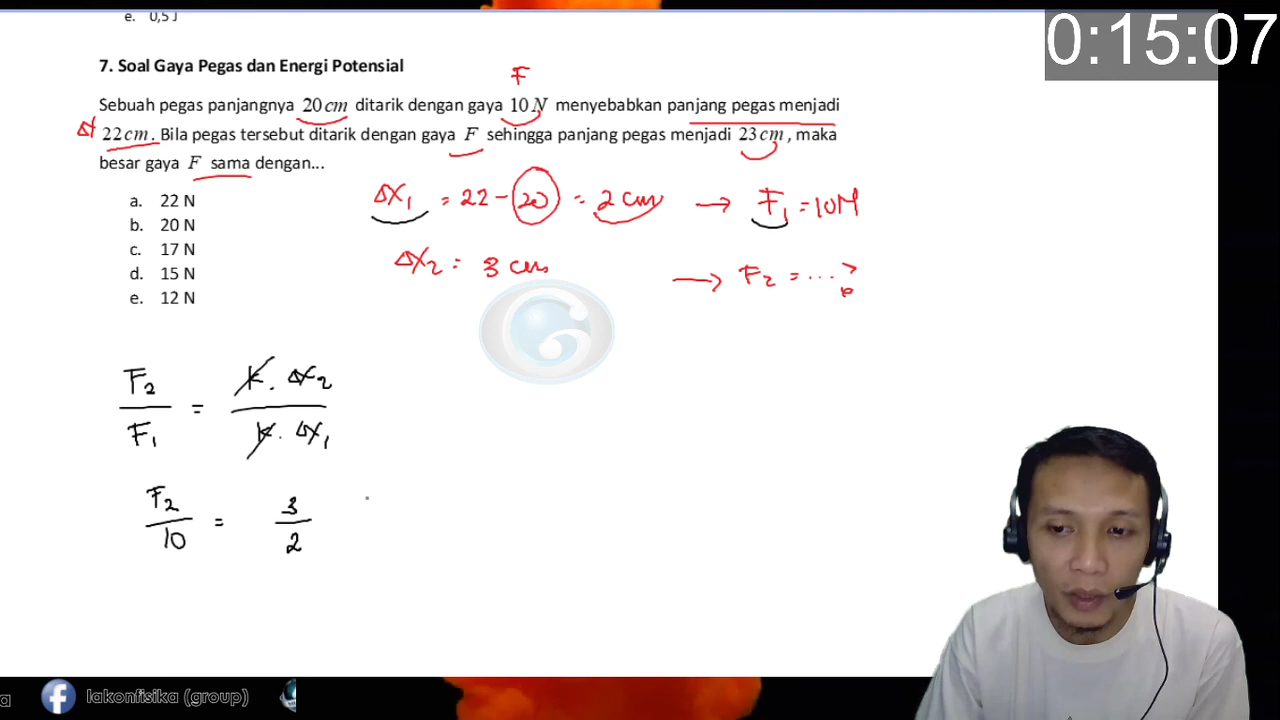 e. 0,5 J
0:15:07
7. Soal Gaya Pegas dan Energi Potensial
F
Sebuah pegas panjangnya 20 cm ditarik dengan gaya 10 N menyebabkan panjang pegas menjadi
22 cm. Bila pegas tersebut ditarik dengan gaya F sehingga panjang pegas menjadi 23 cm, maka
besar gaya F sama dengan...
a. 22 N
b. 20 N
c. 17 N
d. 15 N
e. 12 N
Δx₁ = 22 - 20 = 2 cm → F₁ = 10 N
Δx₂ = 3 cm → F₂ = ...?
F₂/F₁ = k. Δx₂/k. Δx₁
F₂/10 = 3/2
a
lakonfisika (group)